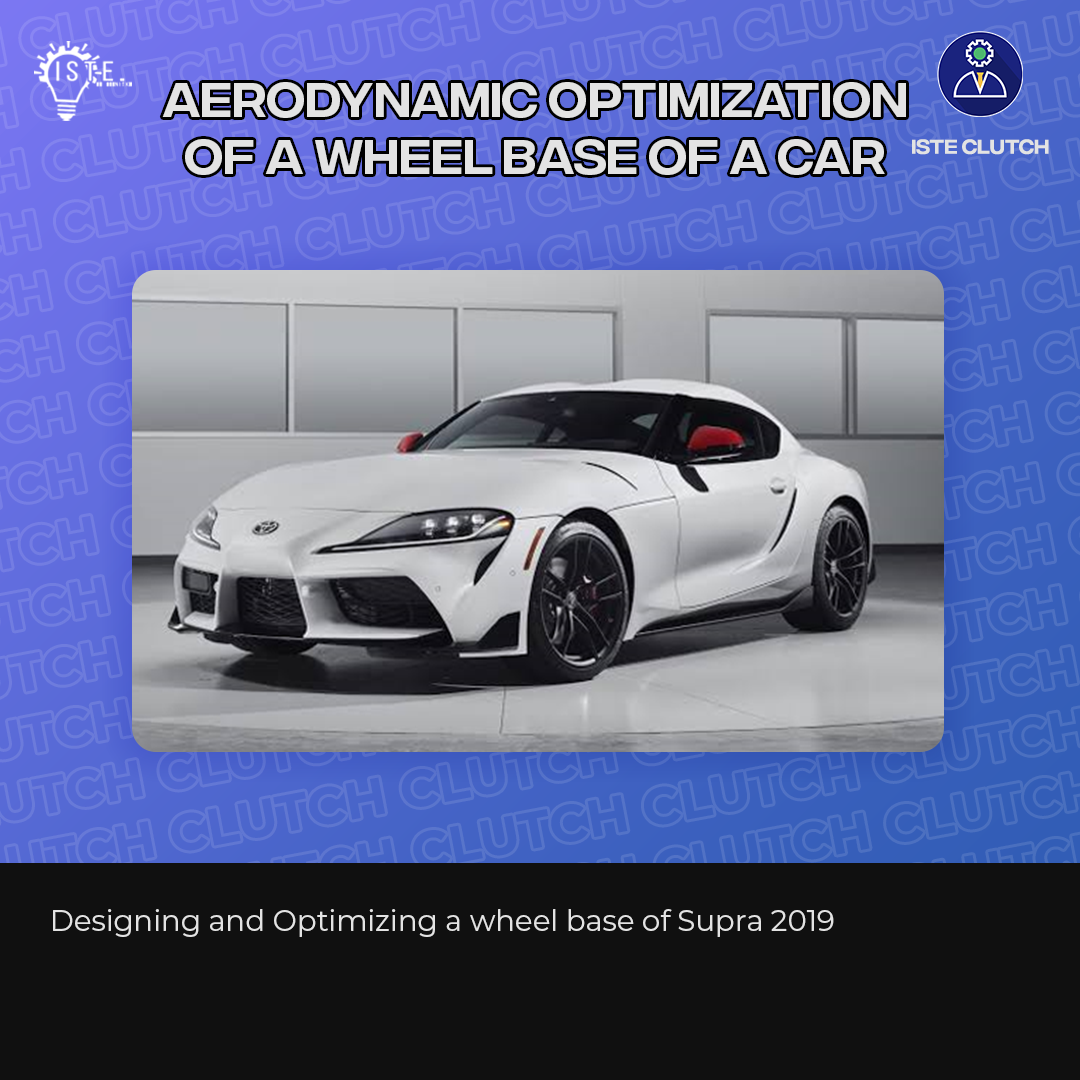 ISTE.
AERODYNAMIC OPTIMIZATION
OF A WHEEL BASE OF A CAR
ISTE CLUTCH
Designing and Optimizing a wheel base of Supra 2019